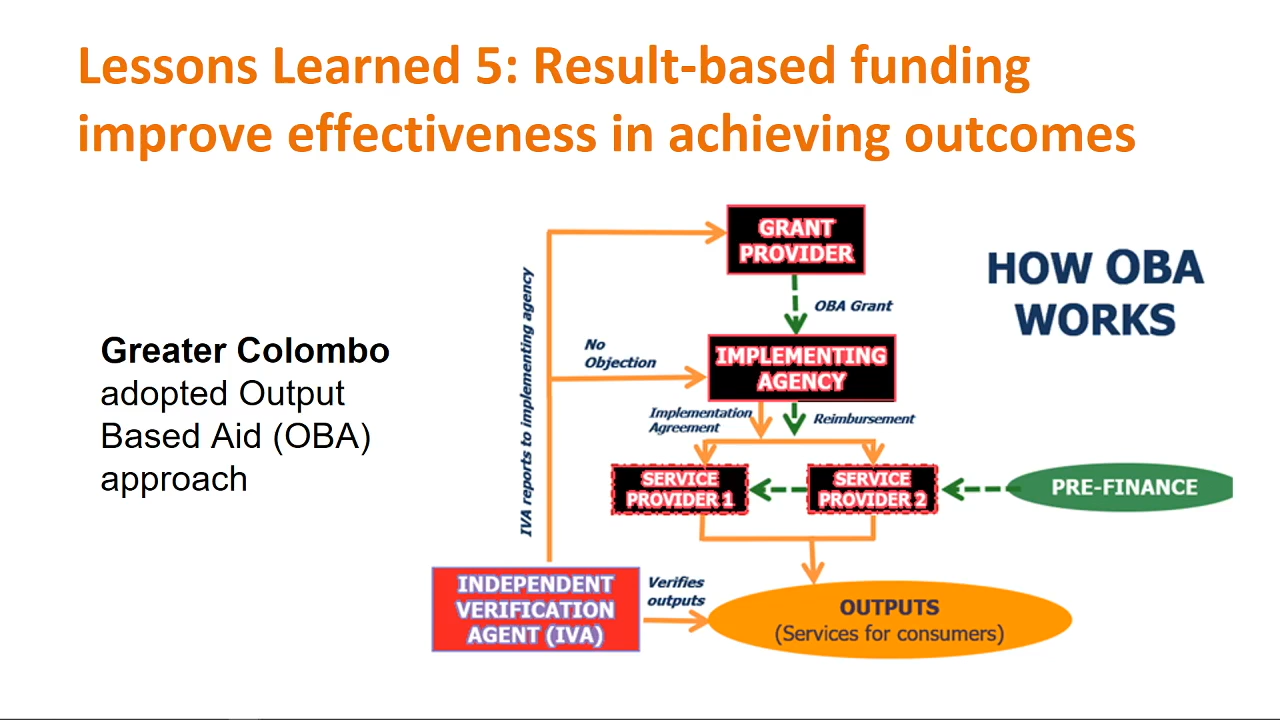 Lessons Learned 5: Result-based funding
improve effectiveness in achieving outcomes
Greater Colombo
adopted Output
Based Aid (OBA)
approach
HOW OBA
WORKS
GRANT
PROVIDER
OBA Grant
IVA reports to implementing agency
No
Objection
IMPLEMENTING
AGENCY
Implementation
Agreement
Reimbursement
SERVICE
PROVIDER 1
SERVICE
PROVIDER 2
PRE-FINANCE
INDEPENDENT
VERIFICATION
AGENT (IVA)
Verifies
outputs
OUTPUTS
(Services for consumers)